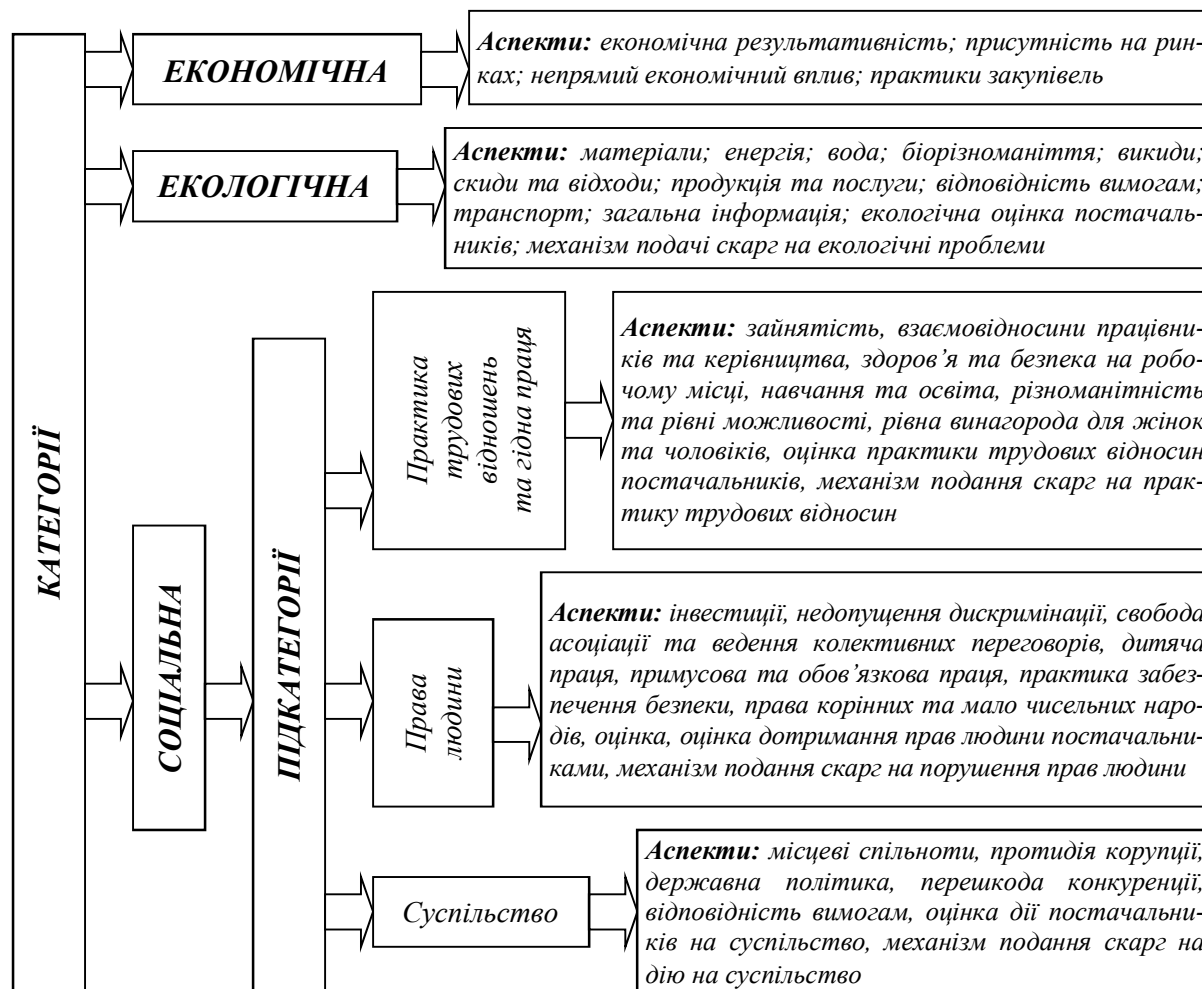 КАТЕГОРІЇ
ЕКОНОМІЧНА
Аспекти: економічна результативність; присутність на рин-
ках; непрямий економічний вплив; практики закупівель
ЕКОЛОГІЧНА
Аспекти: матеріали; енергія; вода; біорізноманіття; викиди;
скиди та відходи; продукція та послуги; відповідність вимогам;
транспорт; загальна інформація; екологічна оцінка постачаль-
ників; механізм подачі скарг на екологічні проблеми
СОЦІАЛЬНА
ПІДКАТЕГОРІЇ
Практика
трудових
відношень
та гідна праця
Аспекти: зайнятість, взаємовідносини працівни-
ків та керівництва, здоров’я та безпека на робо-
чому місці, навчання та освіта, різноманітність
та рівні можливості, рівна винагорода для жінок
та чоловіків, оцінка практики трудових відносин
постачальників, механізм подання скарг на прак-
тику трудових відносин
Права
людини
Аспекти: інвестиції, недопущення дискримінації, свобода
асоціації та ведення колективних переговорів, дитяча
праця, примусова та обов’язкова праця, практика забез-
печення безпеки, права корінних та мало чисельних наро-
дів, оцінка, оцінка дотримання прав людини постачальни-
ками, механізм подання скарг на порушення прав людини
Суспільство
Аспекти: місцеві спільноти, протидія корупції,
державна політика, перешкода конкуренції,
відповідність вимогам, оцінка дії постачальни-
ків на суспільство, механізм подання скарг на
дію на суспільство